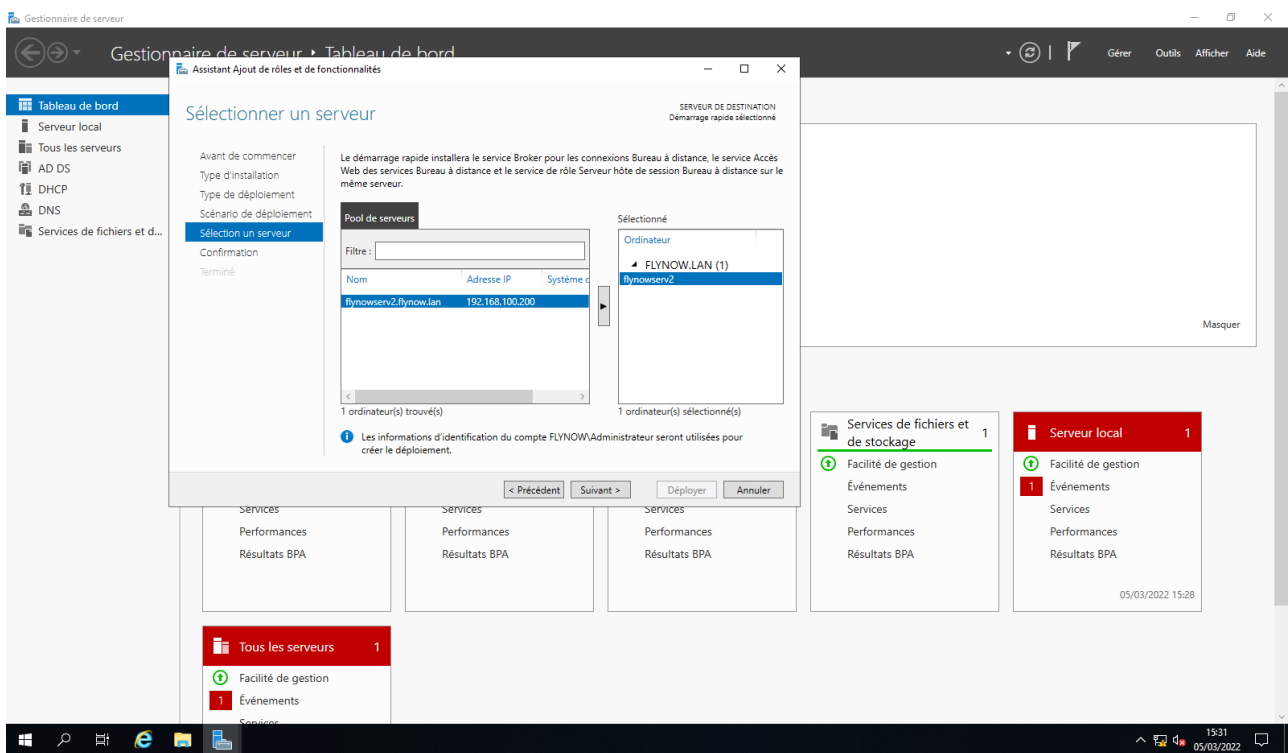 Gestionnaire de serveur
Gestionnaire de serveur • Tableau de bord
Gérer Outils Afficher Aide
Tableau de bord
Serveur local
Tous les serveurs
AD DS
DHCP
DNS
Services de fichiers et d...
Assistant Ajout de rôles et de fonctionnalités
Sélectionner un serveur
SERVEUR DE DESTINATION
Démarrage rapide sélectionné
Avant de commencer
Type d'installation
Type de déploiement
Scénario de déploiement
Sélection un serveur
Confirmation
Terminé
Le démarrage rapide installera le service Broker pour les connexions Bureau à distance, le service Accès
Web des services Bureau à distance et le service de rôle Serveur hôte de session Bureau à distance sur le
même serveur.
Pool de serveurs
Filtre :
Nom Adresse IP Système d
flynowserv2.flynow.lan 192.168.100.200
1 ordinateur(s) trouvé(s)
Sélectionné
Ordinateur
FLYNOW.LAN (1)
flynowserv2
1 ordinateur(s) sélectionné(s)
Les informations d'identification du compte FLYNOW\Administrateur seront utilisées pour
créer le déploiement.
< Précédent Suivant > Déployer Annuler
Masquer
Services
Performances
Résultats BPA
Services
Performances
Résultats BPA
Services
Performances
Résultats BPA
Services de fichiers et
de stockage
1
Facilité de gestion
Événements
Services
Performances
Résultats BPA
Serveur local 1
Facilité de gestion
1 Événements
Services
Performances
Résultats BPA
05/03/2022 15:28
Tous les serveurs 1
Facilité de gestion
1 Événements
Services
15:31
05/03/2022